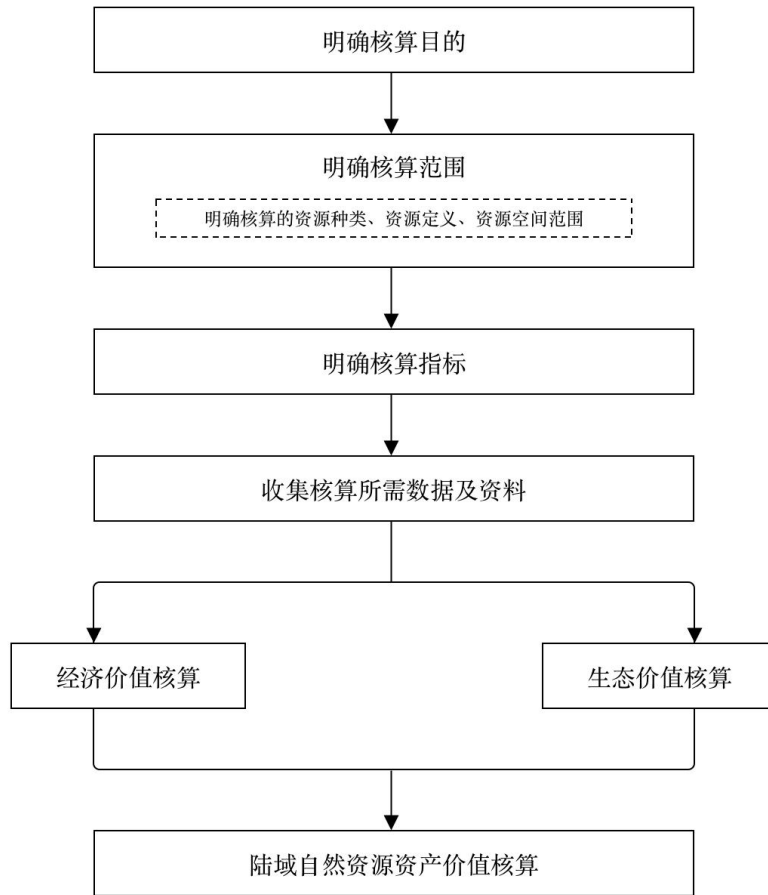 明确核算目的
明确核算范围
明确核算的资源种类、资源定义、资源空间范围
明确核算指标
收集核算所需数据及资料
经济价值核算
生态价值核算
陆域自然资源资产价值核算